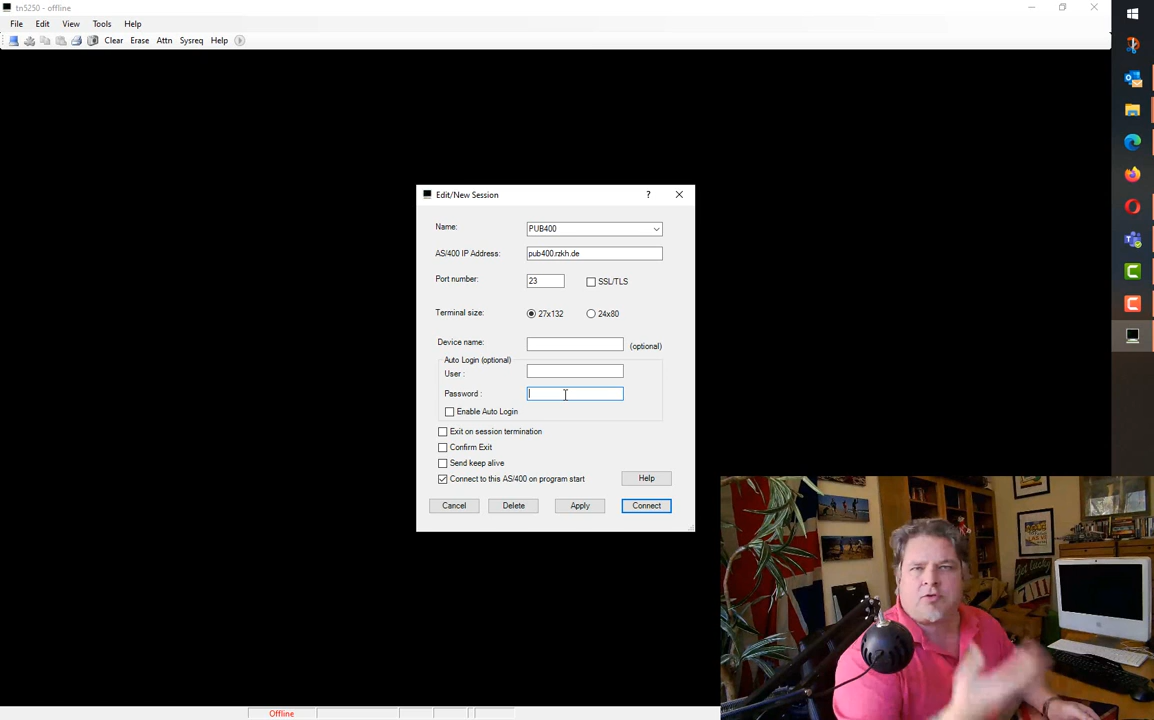 tn5250 - offline
File Edit View Tools Help
Clear Erase Attn Sysreq Help
Edit/New Session ?
Name: PUB400
AS/400 IP Address: pub400.rzkh.de
Port number: 23 SSL/TLS
Terminal size: 27x132 24x80
Device name: (optional)
Auto Login (optional)
User :
Password :
Enable Auto Login
Exit on session termination
Confirm Exit
Send keep alive
Connect to this AS/400 on program start Help
Cancel Delete Apply Connect
Got Lucky
711
Offline